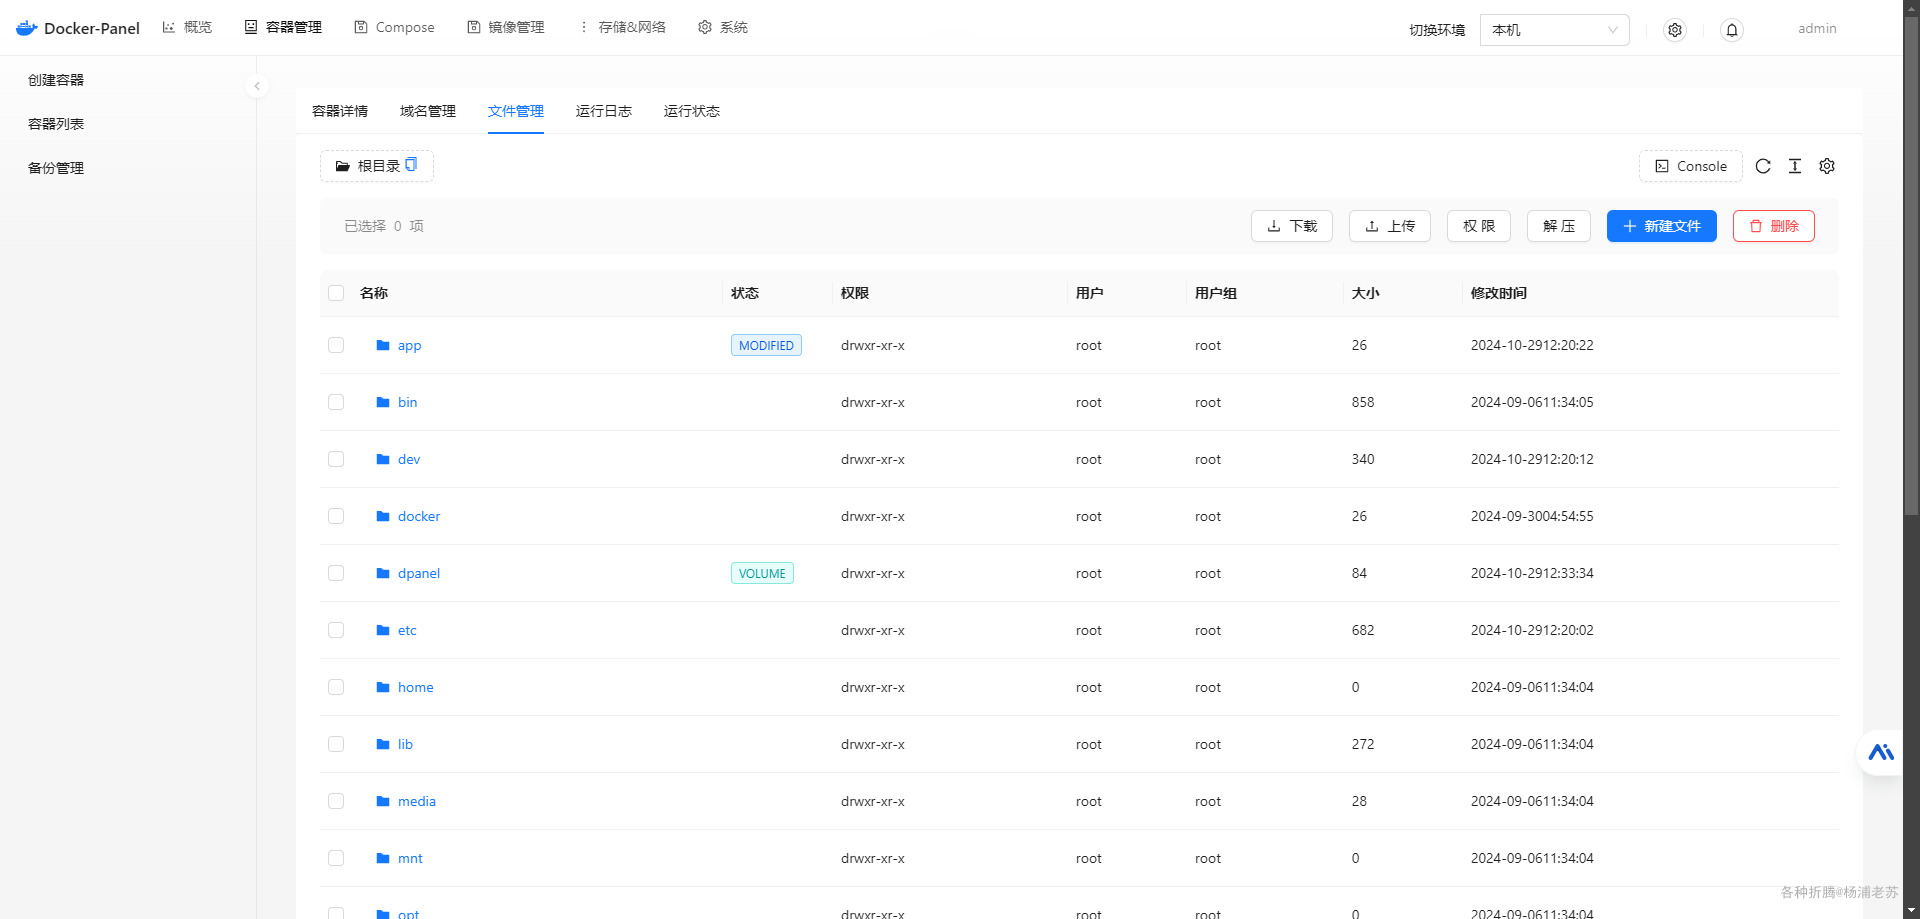 Docker-Panel 概览 容器管理 Compose 镜像管理 存储&网络 系统 切换环境 本机 admin
创建容器
容器列表
备份管理
容器详情 域名管理 文件管理 运行日志 运行状态
根目录 Console
已选择 0 项 下载 上传 权限 解压 新建文件 删除
名称 状态 权限 用户 用户组 大小 修改时间
app MODIFIED drwxr-xr-x root root 26 2024-10-2912:20:22
bin drwxr-xr-x root root 858 2024-09-0611:34:05
dev drwxr-xr-x root root 340 2024-10-2912:20:12
docker drwxr-xr-x root root 26 2024-09-3004:54:55
dpanel VOLUME drwxr-xr-x root root 84 2024-10-2912:33:34
etc drwxr-xr-x root root 682 2024-10-2912:20:02
home drwxr-xr-x root root 0 2024-09-0611:34:04
lib drwxr-xr-x root root 272 2024-09-0611:34:04
media drwxr-xr-x root root 28 2024-09-0611:34:04
mnt drwxr-xr-x root root 0 2024-09-0611:34:04
opt drwxr-xr-x root root 0 2024-09-0611:34:04
各种折腾@杨浦老苏